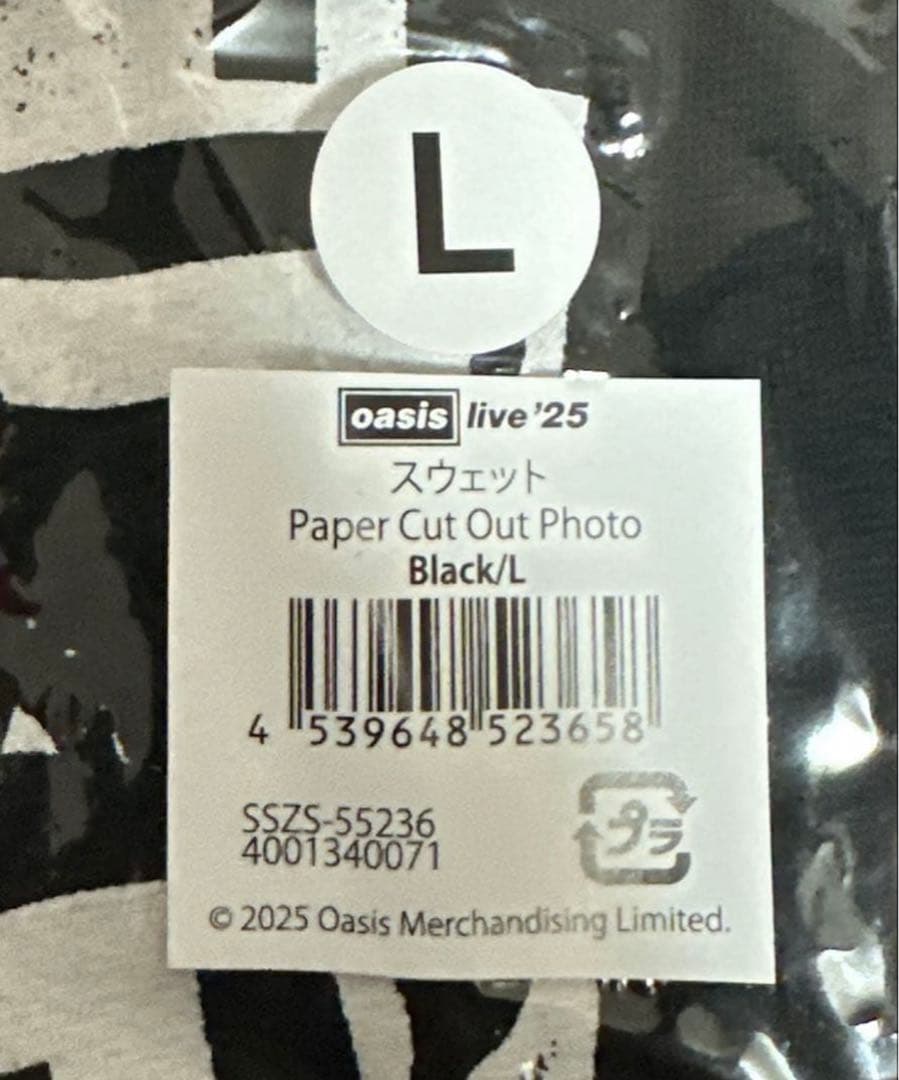 L
oasis live '25
スウェット
Paper Cut Out Photo
Black/L
4 539648 523658
SSZS-55236
4001340071
プラ
© 2025 Oasis Merchandising Limited.